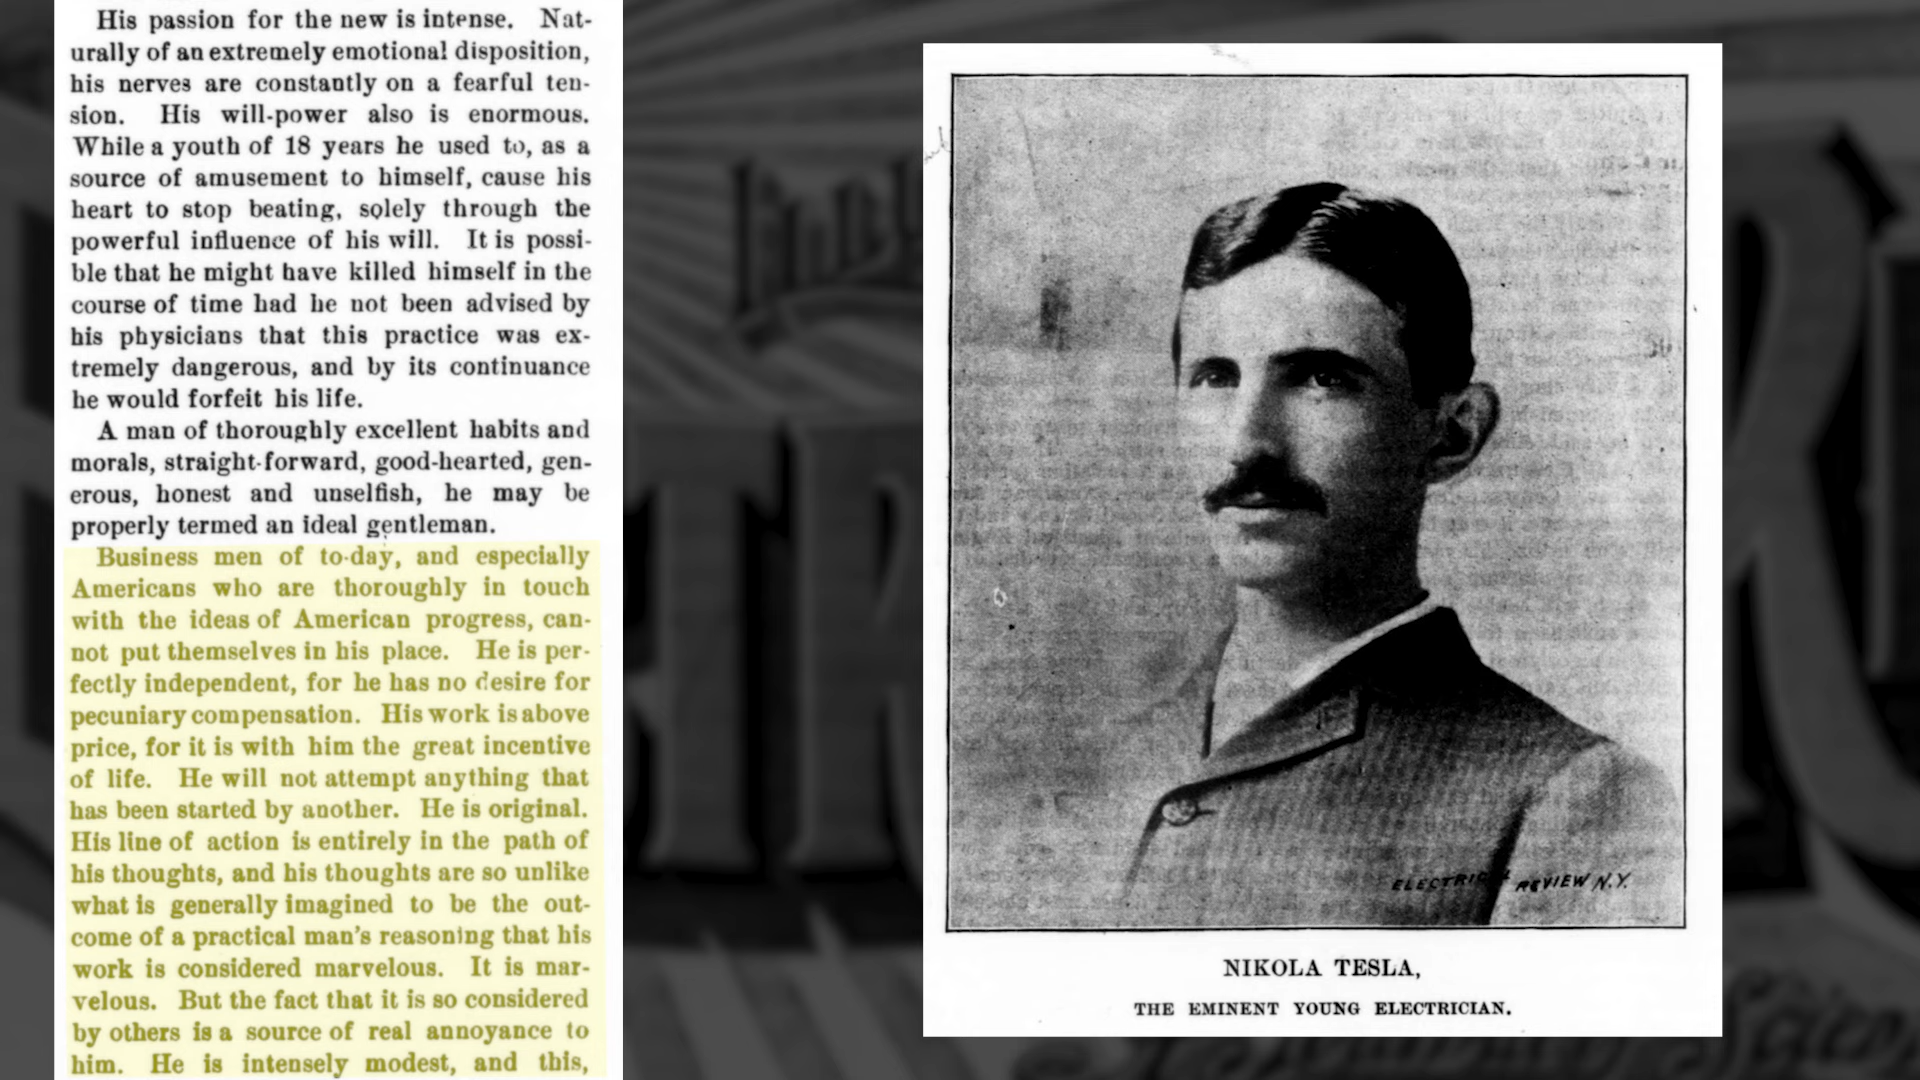 His passion for the new is intense. Nat-
urally of an extremely emotional disposition,
his nerves are constantly on a fearful ten-
sion. His will-power also is enormous.
While a youth of 18 years he used to, as a
source of amusement to himself, cause his
heart to stop beating, solely through the
powerful influence of his will. It is possi-
ble that he might have killed himself in the
course of time had he not been advised by
his physicians that this practice was ex-
tremely dangerous, and by its continuance
he would forfeit his life.
A man of thoroughly excellent habits and
morals, straight-forward, good-hearted, gen-
erous, honest and unselfish, he may be
properly termed an ideal gentleman.
Business men of to-day, and especially
Americans who are thoroughly in touch
with the ideas of American progress, can-
not put themselves in his place. He is per-
fectly independent, for he has no desire for
pecuniary compensation. His work is above
price, for it is with him the great incentive
of life. He will not attempt anything that
has been started by another. He is original.
His line of action is entirely in the path of
his thoughts, and his thoughts are so unlike
what is generally imagined to be the out-
come of a practical man's reasoning that his
work is considered marvelous. It is mar-
velous. But the fact that it is so considered
by others is a source of real annoyance to
him. He is intensely modest, and this,
ELECTRICAL REVIEW N.Y.
NIKOLA TESLA,
THE EMINENT YOUNG ELECTRICIAN.